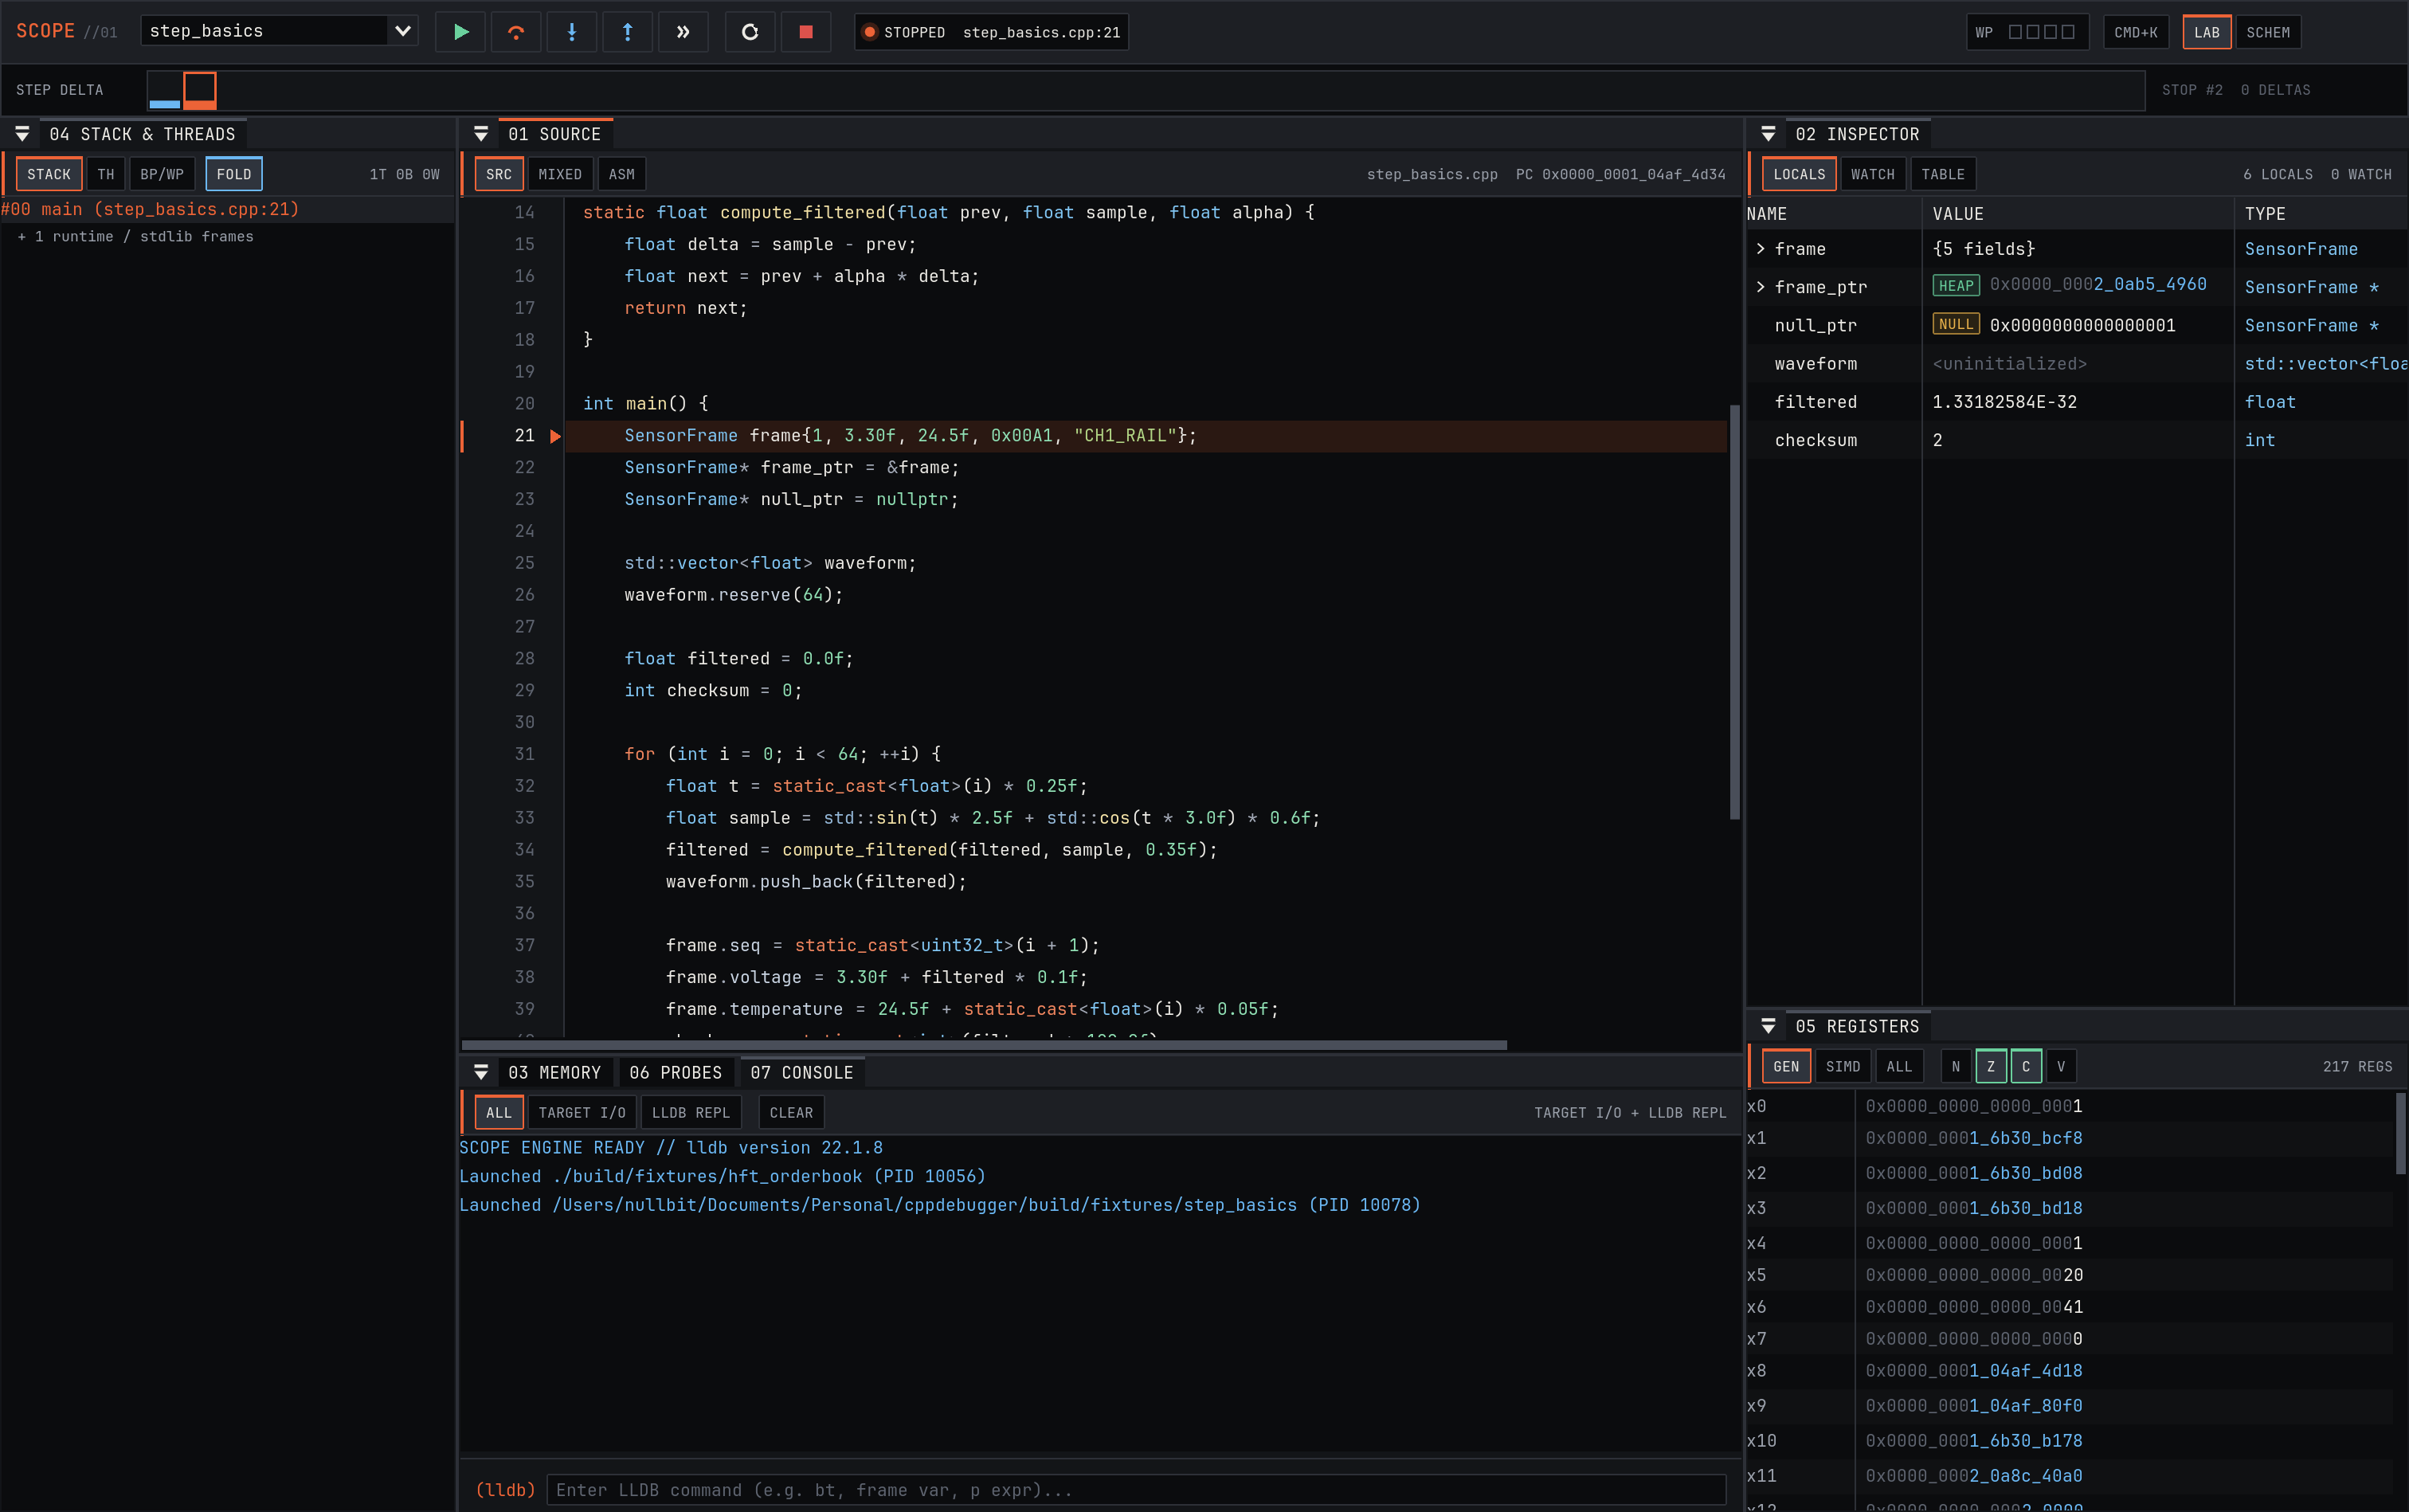 SCOPE //01 step_basics STOPPED step_basics.cpp:21 WP CMD+K LAB SCHEM
STEP DELTA STOP #2 0 DELTAS
04 STACK & THREADS
STACK TH BP/WP FOLD 1T 0B 0W
#00 main (step_basics.cpp:21)
+ 1 runtime / stdlib frames
01 SOURCE
SRC MIXED ASM step_basics.cpp PC 0x0000_0001_04af_4d34
14 static float compute_filtered(float prev, float sample, float alpha) {
15 float delta = sample - prev;
16 float next = prev + alpha * delta;
17 return next;
18 }
19
20 int main() {
21 SensorFrame frame{1, 3.30f, 24.5f, 0x00A1, "CH1_RAIL"};
22 SensorFrame* frame_ptr = &frame;
23 SensorFrame* null_ptr = nullptr;
24
25 std::vector<float> waveform;
26 waveform.reserve(64);
27
28 float filtered = 0.0f;
29 int checksum = 0;
30
31 for (int i = 0; i < 64; ++i) {
32 float t = static_cast<float>(i) * 0.25f;
33 float sample = std::sin(t) * 2.5f + std::cos(t * 3.0f) * 0.6f;
34 filtered = compute_filtered(filtered, sample, 0.35f);
35 waveform.push_back(filtered);
36
37 frame.seq = static_cast<uint32_t>(i + 1);
38 frame.voltage = 3.30f + filtered * 0.1f;
39 frame.temperature = 24.5f + static_cast<float>(i) * 0.05f;
03 MEMORY 06 PROBES 07 CONSOLE
ALL TARGET I/O LLDB REPL CLEAR TARGET I/O + LLDB REPL
SCOPE ENGINE READY // lldb version 22.1.8
Launched ./build/fixtures/hft_orderbook (PID 10056)
Launched /Users/nullbit/Documents/Personal/cppdebugger/build/fixtures/step_basics (PID 10078)
(lldb) Enter LLDB command (e.g. bt, frame var, p expr)...
02 INSPECTOR
LOCALS WATCH TABLE 6 LOCALS 0 WATCH
NAME VALUE TYPE
frame {5 fields} SensorFrame
frame_ptr HEAP 0x0000_0002_0ab5_4960 SensorFrame *
null_ptr NULL 0x0000000000000001 SensorFrame *
waveform <uninitialized> std::vector<floa
filtered 1.33182584E-32 float
checksum 2 int
05 REGISTERS
GEN SIMD ALL N Z C V 217 REGS
x0 0x0000_0000_0000_0001
x1 0x0000_0001_6b30_bcf8
x2 0x0000_0001_6b30_bd08
x3 0x0000_0001_6b30_bd18
x4 0x0000_0000_0000_0001
x5 0x0000_0000_0000_0020
x6 0x0000_0000_0000_0041
x7 0x0000_0000_0000_0000
x8 0x0000_0001_04af_4d18
x9 0x0000_0001_04af_80f0
x10 0x0000_0001_6b30_b178
x11 0x0000_0002_0a8c_40a0